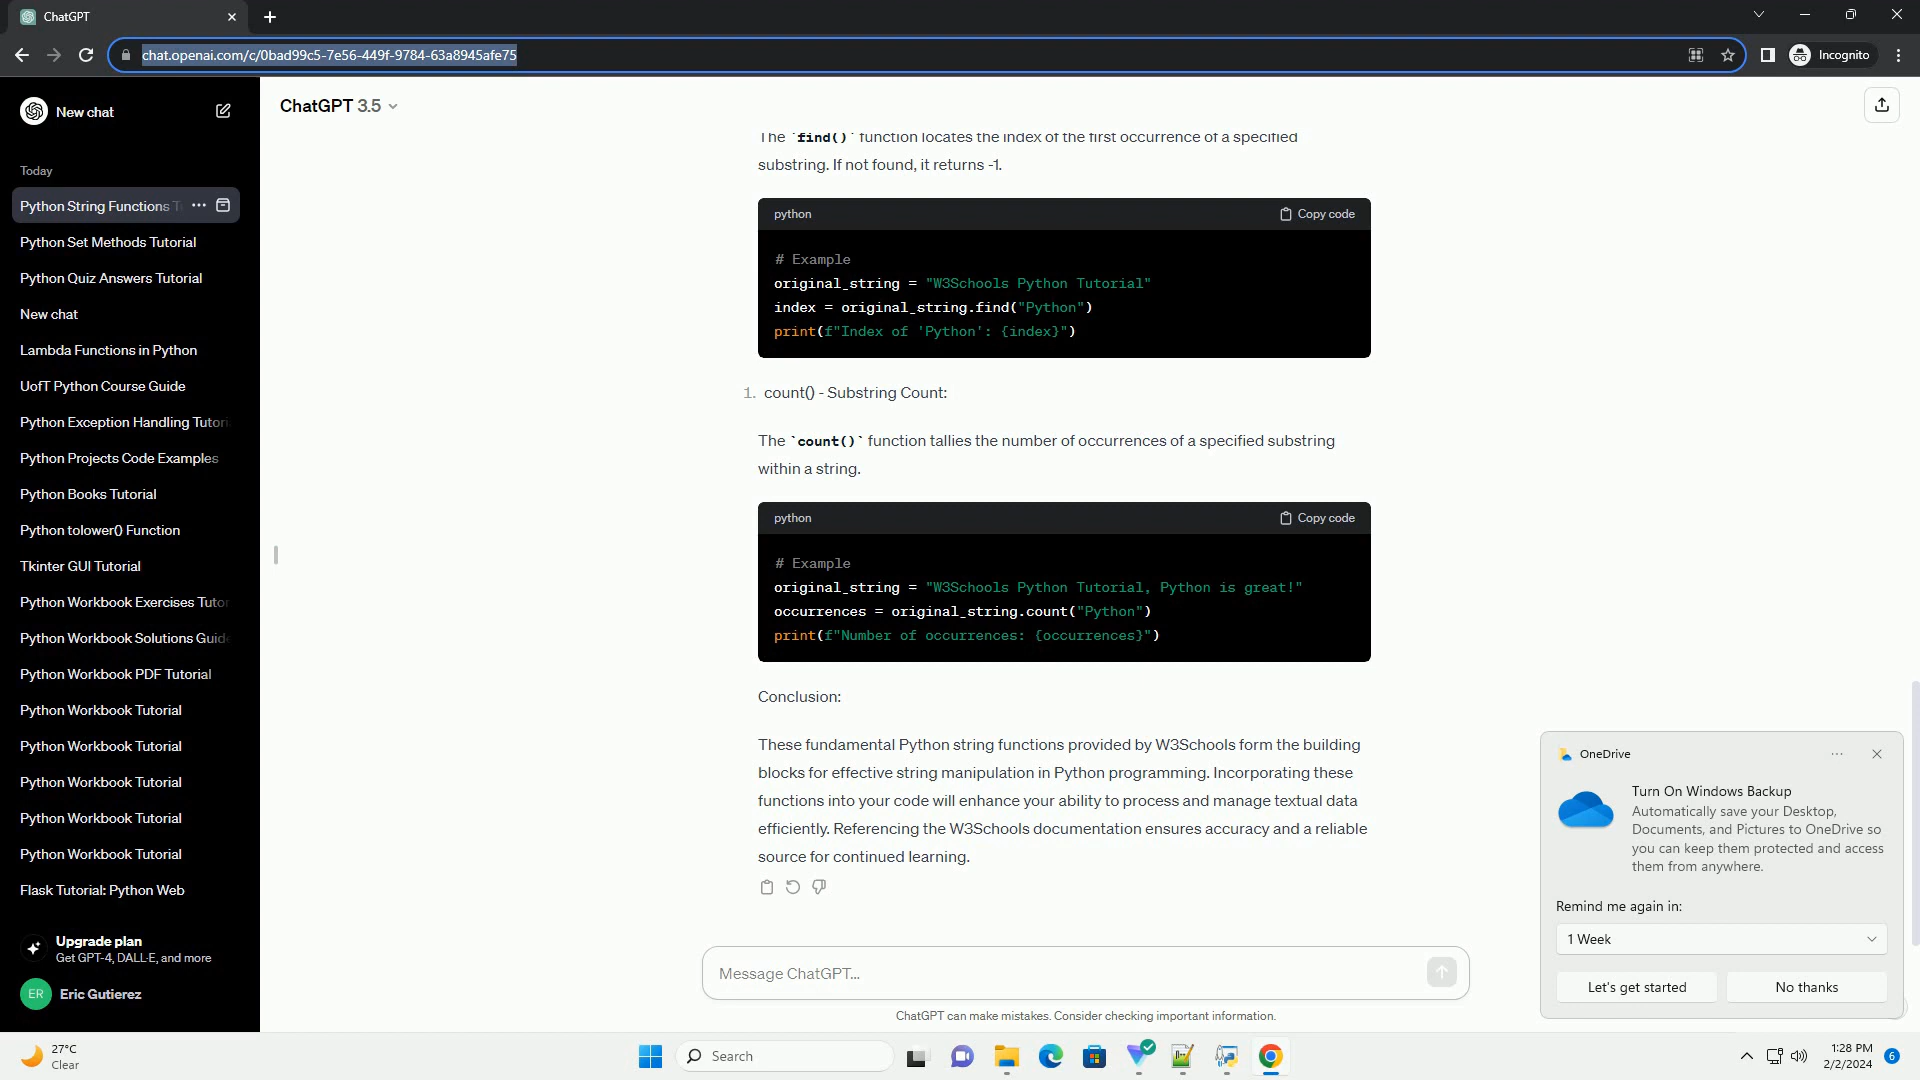 ChatGPT
chat.openai.com/c/0bad99c5-7e56-449f-9784-63a8945afe75
Incognito
New chat
Today
Python String Functions T
Python Set Methods Tutorial
Python Quiz Answers Tutorial
New chat
Lambda Functions in Python
UofT Python Course Guide
Python Exception Handling Tutori
Python Projects Code Examples
Python Books Tutorial
Python tolower() Function
Tkinter GUI Tutorial
Python Workbook Exercises Tutor
Python Workbook Solutions Guide
Python Workbook PDF Tutorial
Python Workbook Tutorial
Python Workbook Tutorial
Python Workbook Tutorial
Python Workbook Tutorial
Python Workbook Tutorial
Flask Tutorial: Python Web
Upgrade plan
Get GPT-4, DALL·E, and more
ER
Eric Gutierez
ChatGPT 3.5
The `find()` function locates the index of the first occurrence of a specified
substring. If not found, it returns -1.
python
Copy code
# Example
original_string = "W3Schools Python Tutorial"
index = original_string.find("Python")
print(f"Index of 'Python': {index}")
1. count() - Substring Count:
The `count()` function tallies the number of occurrences of a specified substring
within a string.
python
Copy code
# Example
original_string = "W3Schools Python Tutorial, Python is great!"
occurrences = original_string.count("Python")
print(f"Number of occurrences: {occurrences}")
Conclusion:
These fundamental Python string functions provided by W3Schools form the building
blocks for effective string manipulation in Python programming. Incorporating these
functions into your code will enhance your ability to process and manage textual data
efficiently. Referencing the W3Schools documentation ensures accuracy and a reliable
source for continued learning.
Message ChatGPT...
ChatGPT can make mistakes. Consider checking important information.
OneDrive
Turn On Windows Backup
Automatically save your Desktop,
Documents, and Pictures to OneDrive so
you can keep them protected and access
them from anywhere.
Remind me again in:
1 Week
Let's get started
No thanks
27°C
Clear
Search
1:28 PM
2/2/2024
6